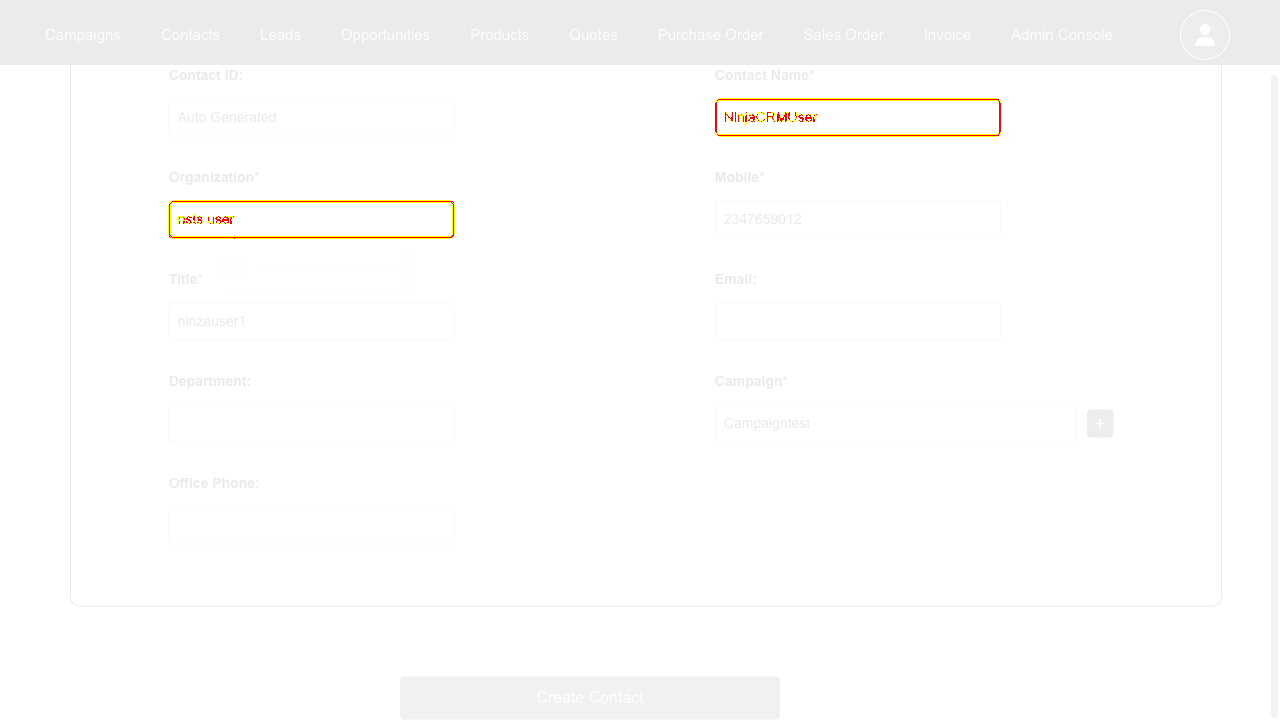 Campaigns Contacts Leads Opportunities Products Quotes Purchase Order Sales Order Invoice Admin Console
Contact ID: Contact Name*
Auto Generated NinjaCRMUser
Organization* Mobile*
nsts user 2347659012
Title* Email:
ninzauser1
Department: Campaign*
Campaigntest +
Office Phone:
Create Contact